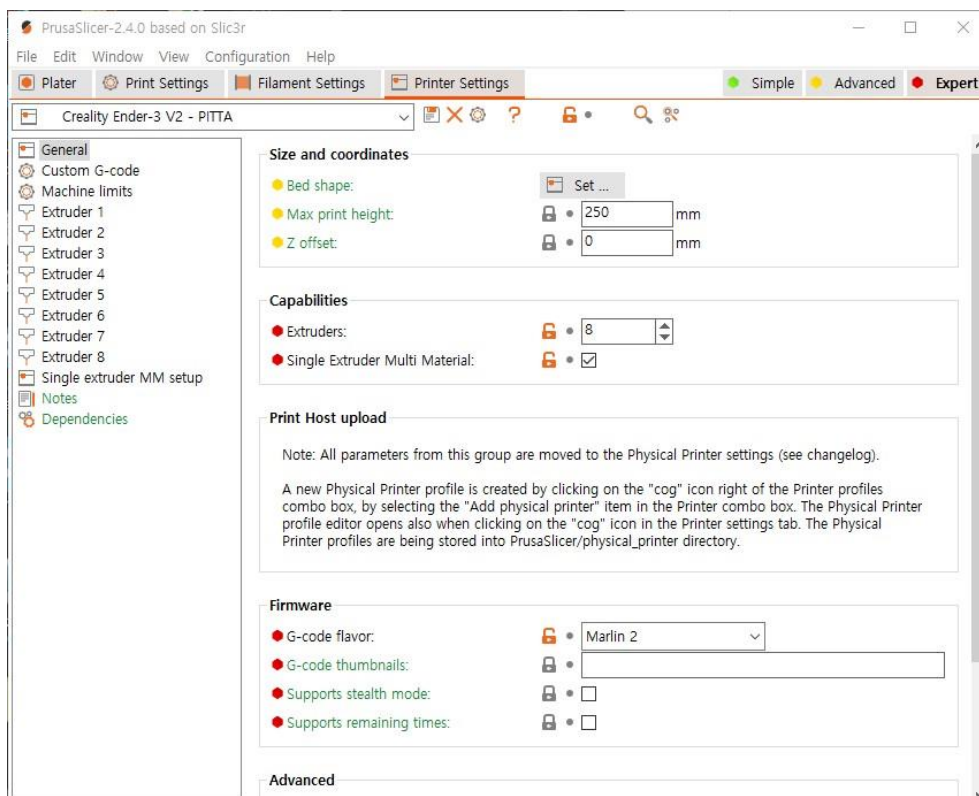 PrusaSlicer-2.4.0 based on Slic3r
File Edit Window View Configuration Help
Plater Print Settings Filament Settings Printer Settings Simple Advanced Expert
Creality Ender-3 V2 - PITTA
General
Custom G-code
Machine limits
Extruder 1
Extruder 2
Extruder 3
Extruder 4
Extruder 5
Extruder 6
Extruder 7
Extruder 8
Single extruder MM setup
Notes
Dependencies
Size and coordinates
Bed shape: Set ...
Max print height: 250 mm
Z offset: 0 mm
Capabilities
Extruders: 8
Single Extruder Multi Material:
Print Host upload
Note: All parameters from this group are moved to the Physical Printer settings (see changelog).
A new Physical Printer profile is created by clicking on the "cog" icon right of the Printer profiles
combo box, by selecting the "Add physical printer" item in the Printer combo box. The Physical Printer
profile editor opens also when clicking on the "cog" icon in the Printer settings tab. The Physical
Printer profiles are being stored into PrusaSlicer/physical_printer directory.
Firmware
G-code flavor: Marlin 2
G-code thumbnails:
Supports stealth mode:
Supports remaining times:
Advanced